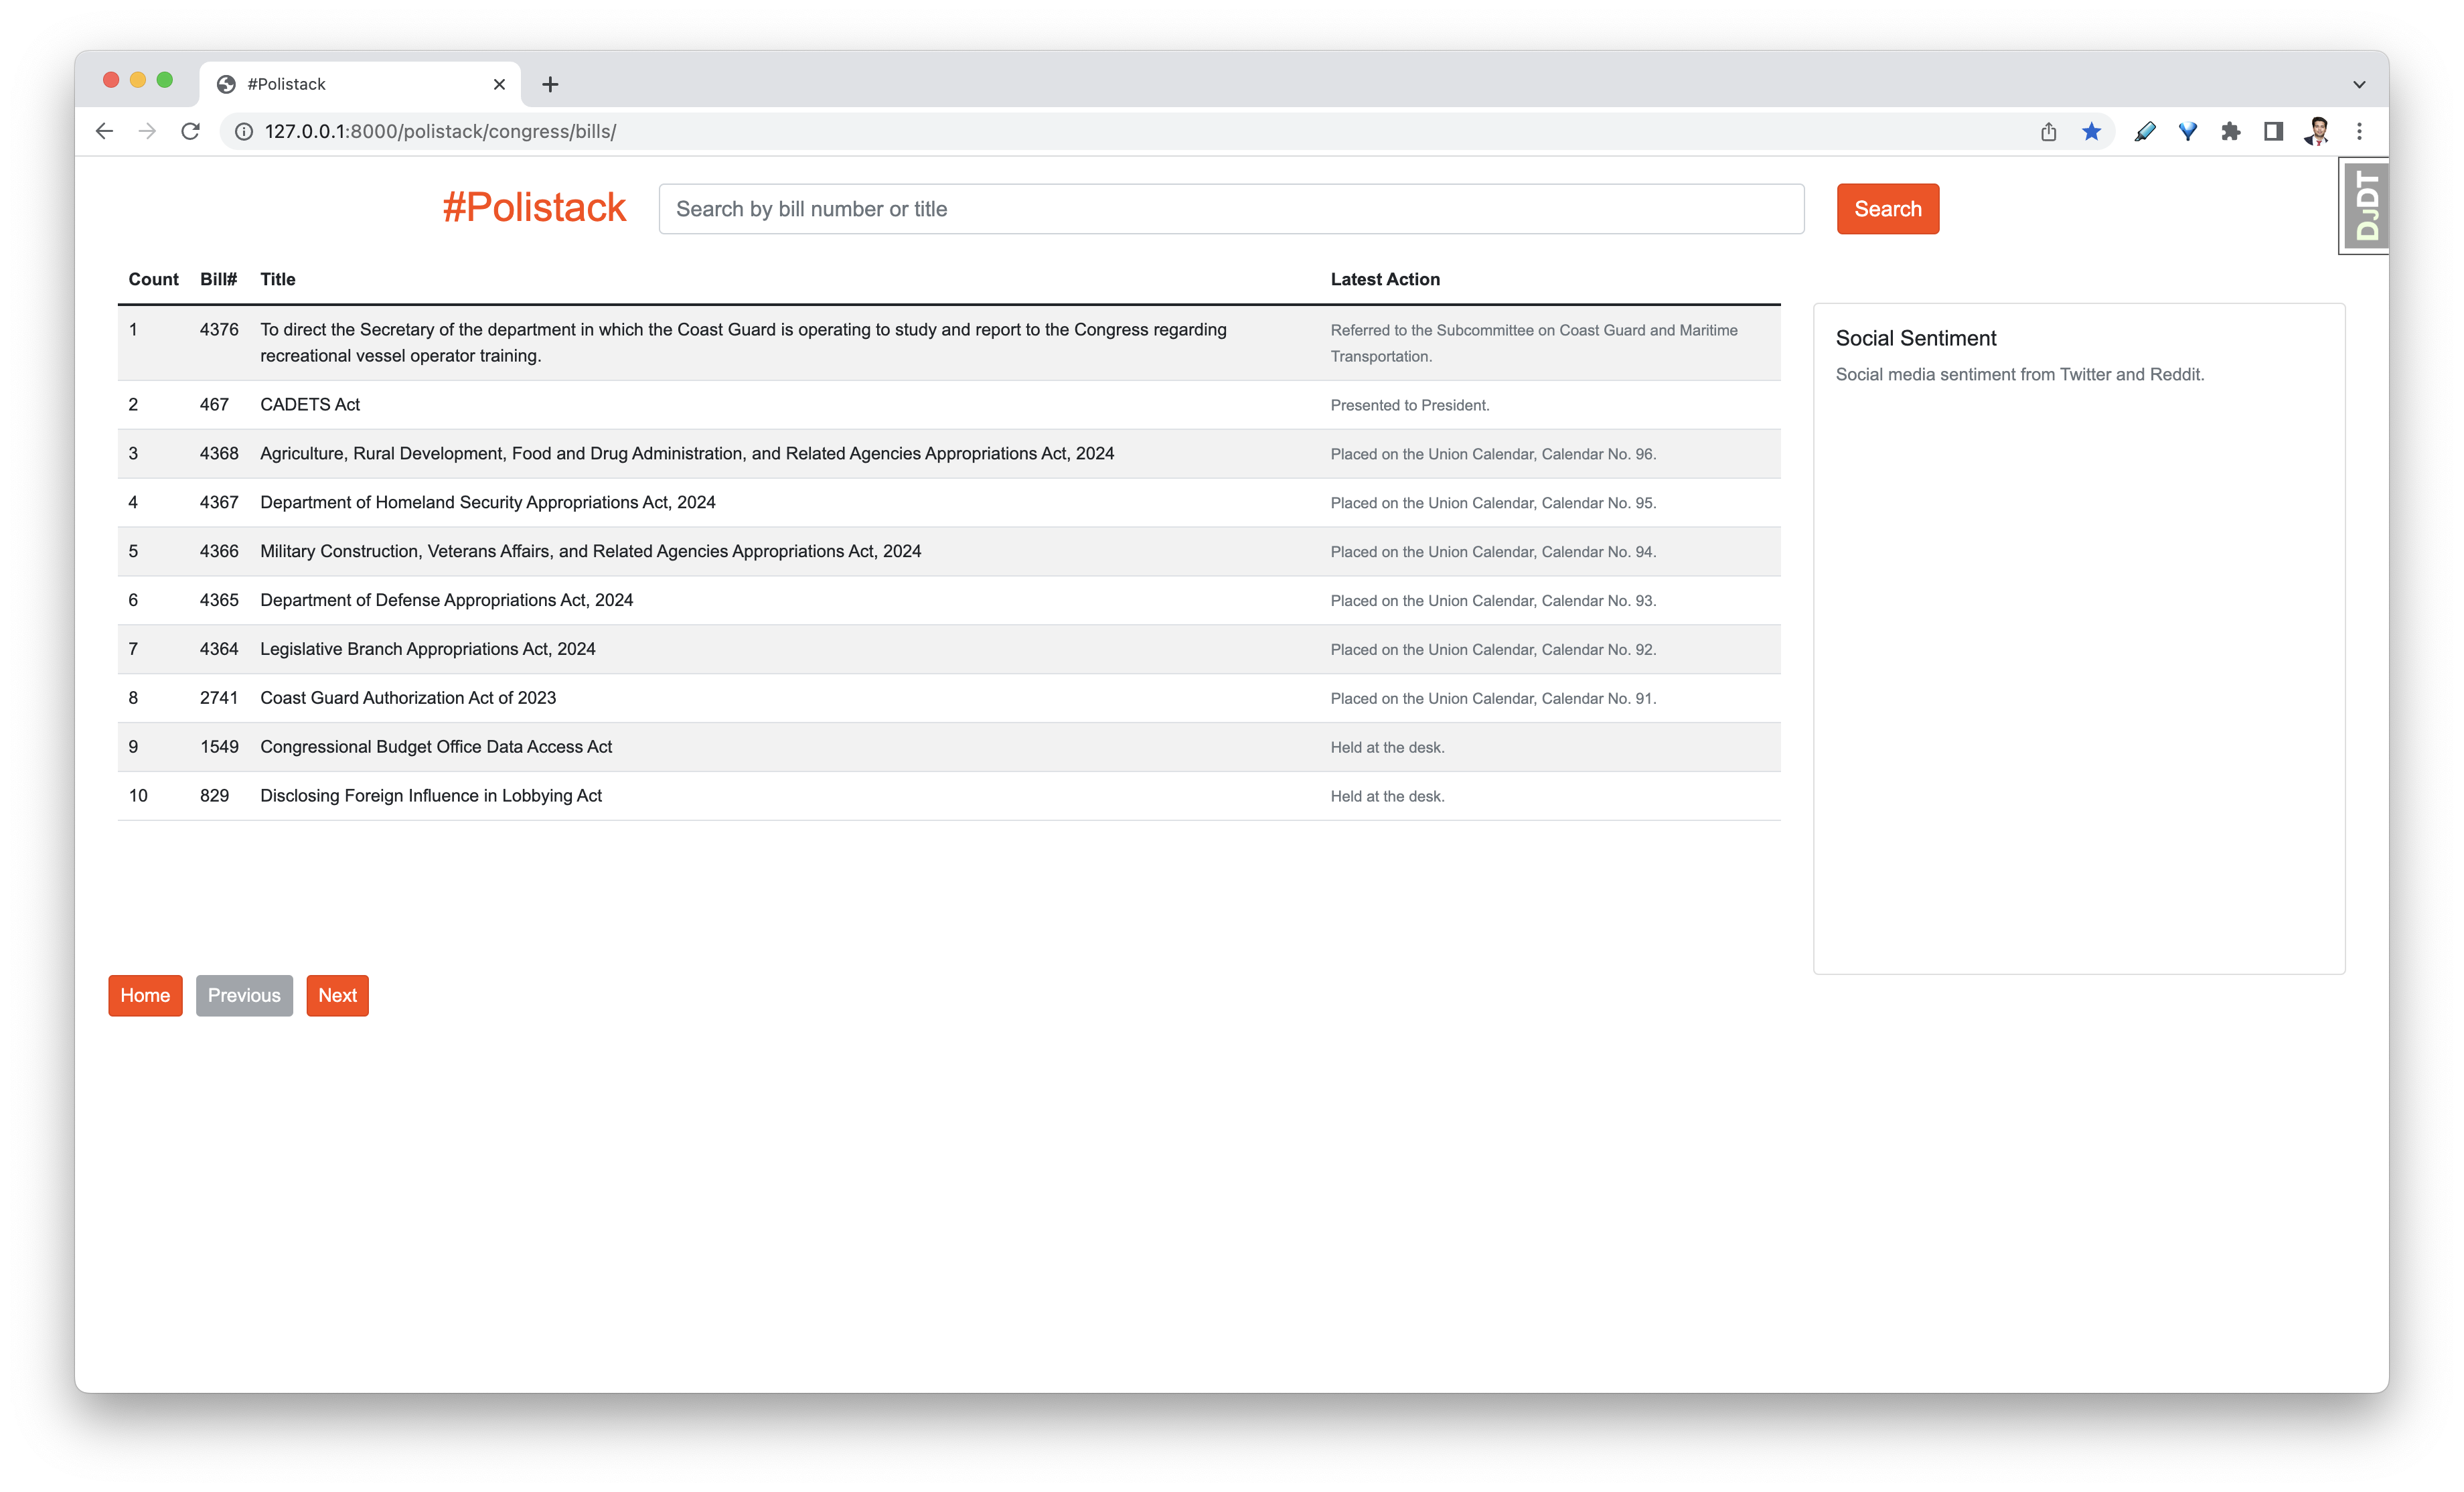 #Polistack
127.0.0.1:8000/polistack/congress/bills/
#Polistack
Search by bill number or title
Search
DJDT
Count Bill# Title Latest Action
1 4376 To direct the Secretary of the department in which the Coast Guard is operating to study and report to the Congress regarding Referred to the Subcommittee on Coast Guard and Maritime
recreational vessel operator training. Transportation.
2 467 CADETS Act Presented to President.
3 4368 Agriculture, Rural Development, Food and Drug Administration, and Related Agencies Appropriations Act, 2024 Placed on the Union Calendar, Calendar No. 96.
4 4367 Department of Homeland Security Appropriations Act, 2024 Placed on the Union Calendar, Calendar No. 95.
5 4366 Military Construction, Veterans Affairs, and Related Agencies Appropriations Act, 2024 Placed on the Union Calendar, Calendar No. 94.
6 4365 Department of Defense Appropriations Act, 2024 Placed on the Union Calendar, Calendar No. 93.
7 4364 Legislative Branch Appropriations Act, 2024 Placed on the Union Calendar, Calendar No. 92.
8 2741 Coast Guard Authorization Act of 2023 Placed on the Union Calendar, Calendar No. 91.
9 1549 Congressional Budget Office Data Access Act Held at the desk.
10 829 Disclosing Foreign Influence in Lobbying Act Held at the desk.
Social Sentiment
Social media sentiment from Twitter and Reddit.
Home Previous Next